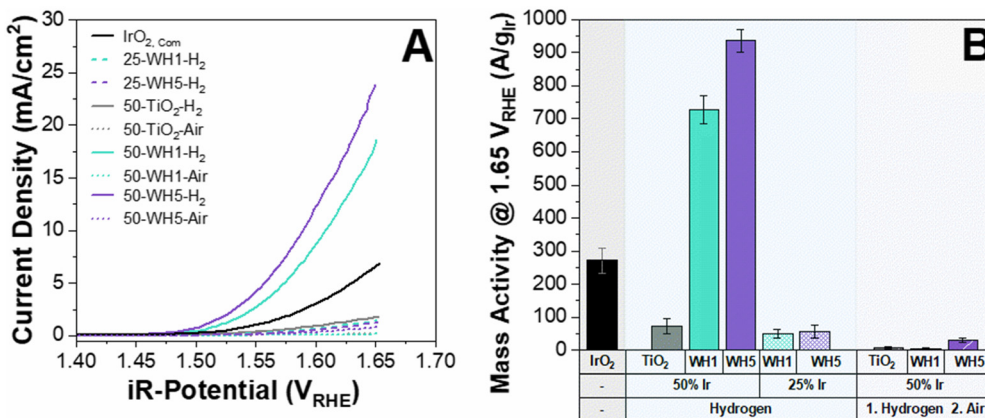 A
Current Density (mA/cm²)
30
25
20
15
10
5
0
IrO₂, Com
25-WH1-H₂
25-WH5-H₂
50-TiO₂-H₂
50-TiO₂-Air
50-WH1-H₂
50-WH1-Air
50-WH5-H₂
50-WH5-Air
1.40 1.45 1.50 1.55 1.60 1.65 1.70
iR-Potential (V_RHE)
B
Mass Activity @ 1.65 V_RHE (A/g_Ir)
1000
900
800
700
600
500
400
300
200
100
0
IrO₂ TiO₂ WH1 WH5 WH1 WH5 TiO₂ WH1 WH5
- 50% Ir 25% Ir 50% Ir
- Hydrogen 1. Hydrogen 2. Air